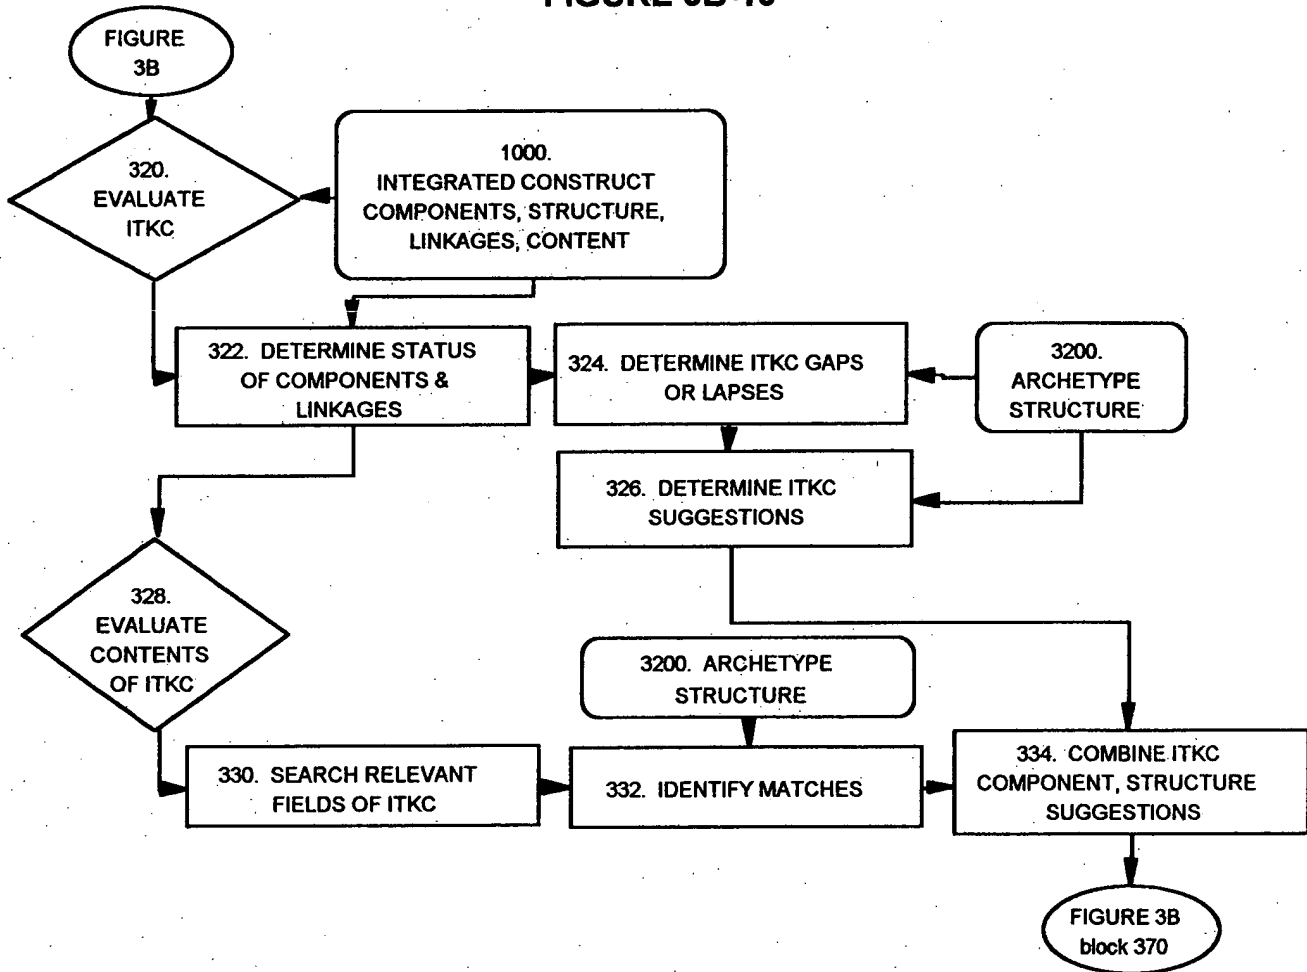 FIGURE
3B
320.
EVALUATE
ITKC
1000.
INTEGRATED CONSTRUCT
COMPONENTS, STRUCTURE,
LINKAGES, CONTENT
322. DETERMINE STATUS
OF COMPONENTS &
LINKAGES
324. DETERMINE ITKC GAPS
OR LAPSES
3200.
ARCHETYPE
STRUCTURE
326. DETERMINE ITKC
SUGGESTIONS
328.
EVALUATE
CONTENTS
OF ITKC
3200. ARCHETYPE
STRUCTURE
330. SEARCH RELEVANT
FIELDS OF ITKC
332. IDENTIFY MATCHES
334. COMBINE ITKC
COMPONENT, STRUCTURE
SUGGESTIONS
FIGURE 3B
block 370